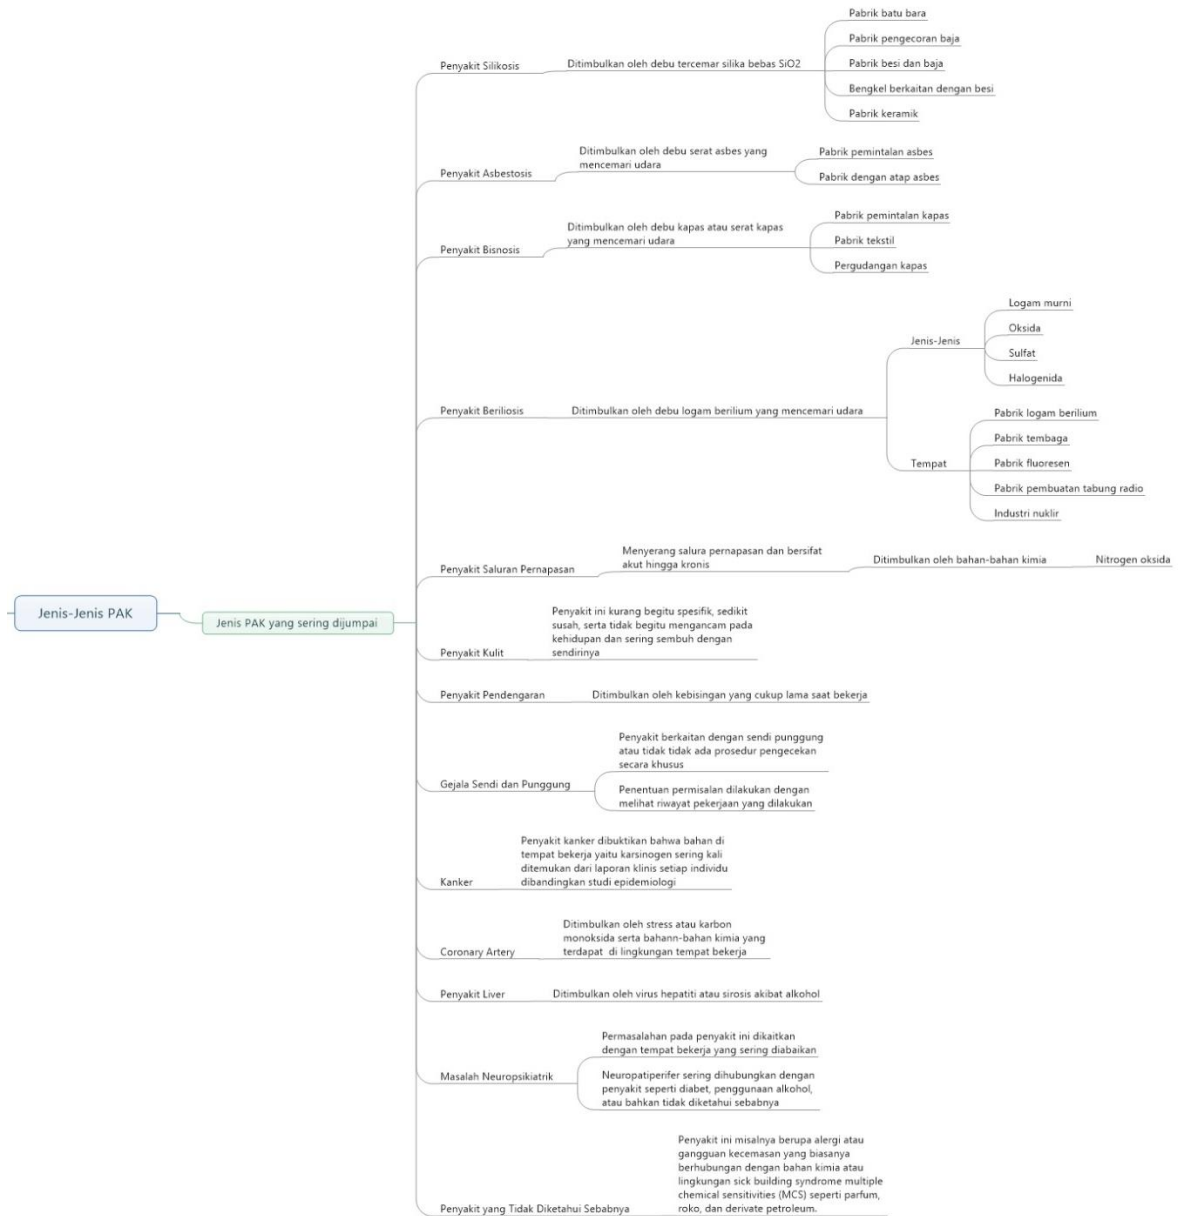 Jenis-Jenis PAK
Jenis PAK yang sering dijumpai
Penyakit Silikosis
Ditimbulkan oleh debu tercemar silika bebas SiO2
Pabrik batu bara
Pabrik pengecoran baja
Pabrik besi dan baja
Bengkel berkaitan dengan besi
Pabrik keramik
Penyakit Asbestosis
Ditimbulkan oleh debu serat asbes yang
mencemari udara
Pabrik pemintalan asbes
Pabrik dengan atap asbes
Penyakit Bisnosis
Ditimbulkan oleh debu kapas atau serat kapas
yang mencemari udara
Pabrik pemintalan kapas
Pabrik tekstil
Pergudangan kapas
Penyakit Beriliosis
Ditimbulkan oleh debu logam berilium yang mencemari udara
Jenis-Jenis
Logam murni
Oksida
Sulfat
Halogenida
Tempat
Pabrik logam berilium
Pabrik tembaga
Pabrik fluoresen
Pabrik pembuatan tabung radio
Industri nuklir
Penyakit Saluran Pernapasan
Menyerang salura pernapasan dan bersifat
akut hingga kronis
Ditimbulkan oleh bahan-bahan kimia
Nitrogen oksida
Penyakit Kulit
Penyakit ini kurang begitu spesifik, sedikit
susah, serta tidak begitu mengancam pada
kehidupan dan sering sembuh dengan
sendirinya
Penyakit Pendengaran
Ditimbulkan oleh kebisingan yang cukup lama saat bekerja
Gejala Sendi dan Punggung
Penyakit berkaitan dengan sendi punggung
atau tidak tidak ada prosedur pengecekan
secara khusus
Penentuan permisalan dilakukan dengan
melihat riwayat pekerjaan yang dilakukan
Kanker
Penyakit kanker dibuktikan bahwa bahan di
tempat bekerja yaitu karsinogen sering kali
ditemukan dari laporan klinis setiap individu
dibandingkan studi epidemiologi
Coronary Artery
Ditimbulkan oleh stress atau karbon
monoksida serta bahann-bahan kimia yang
terdapat di lingkungan tempat bekerja
Penyakit Liver
Ditimbulkan oleh virus hepatiti atau sirosis akibat alkohol
Masalah Neuropsikiatrik
Permasalahan pada penyakit ini dikaitkan
dengan tempat bekerja yang sering diabaikan
Neuropatiperifer sering dihubungkan dengan
penyakit seperti diabet, penggunaan alkohol,
atau bahkan tidak diketahui sebabnya
Penyakit yang Tidak Diketahui Sebabnya
Penyakit ini misalnya berupa alergi atau
gangguan kecemasan yang biasanya
berhubungan dengan bahan kimia atau
lingkungan sick building syndrome multiple
chemical sensitivities (MCS) seperti parfum,
roko, dan derivate petroleum.